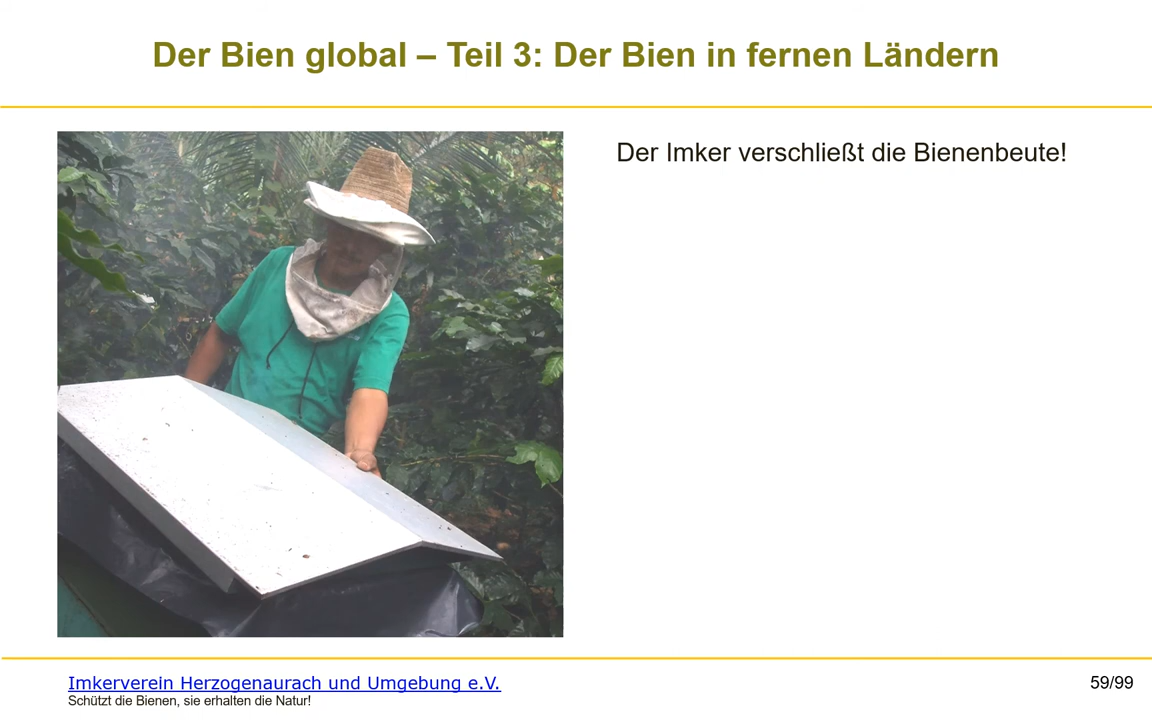 Der Bien global – Teil 3: Der Bien in fernen Ländern
Der Imker verschließt die Bienenbeute!
Imkerverein Herzogenaurach und Umgebung e.V.
Schützt die Bienen, sie erhalten die Natur!
59/99